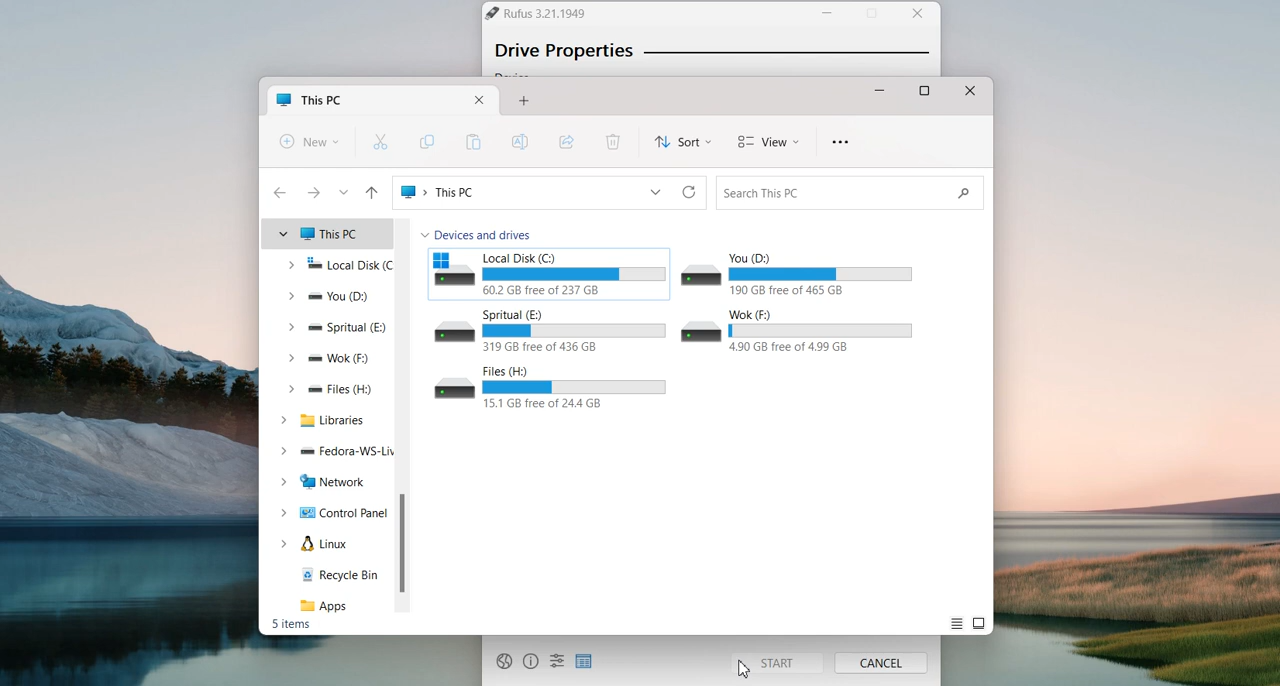 Rufus 3.21.1949
Drive Properties
This PC
New
Sort
View
This PC
Search This PC
This PC
Local Disk (C
You (D:)
Spritual (E:)
Wok (F:)
Files (H:)
Libraries
Fedora-WS-Liv
Network
Control Panel
Linux
Recycle Bin
Apps
Devices and drives
Local Disk (C:)
60.2 GB free of 237 GB
You (D:)
190 GB free of 465 GB
Spritual (E:)
319 GB free of 436 GB
Wok (F:)
4.90 GB free of 4.99 GB
Files (H:)
15.1 GB free of 24.4 GB
5 items
START
CANCEL